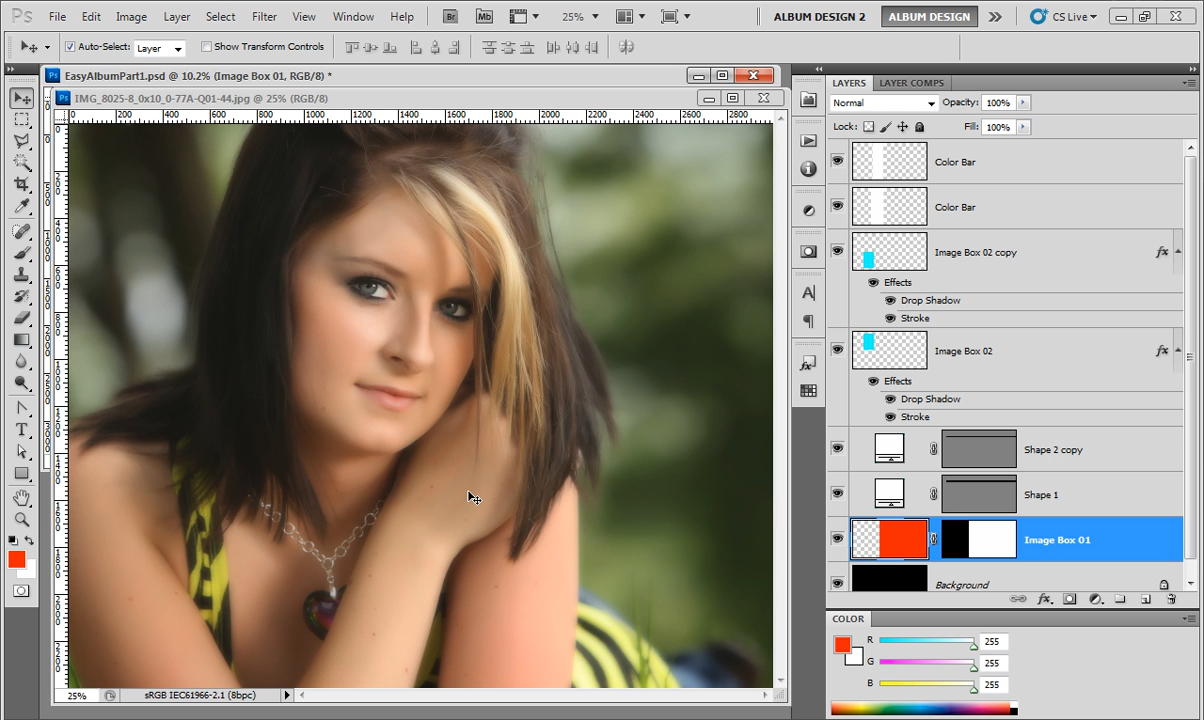 Ps File Edit Image Layer Select Filter View Window Help Br Mb 25% ALBUM DESIGN 2 ALBUM DESIGN CS Live
Auto-Select: Layer Show Transform Controls
EasyAlbumPart1.psd @ 10.2% (Image Box 01, RGB/8) *
IMG_8025-8_0x10_0-77A-Q01-44.jpg @ 25% (RGB/8)
0 200 400 600 800 1000 1200 1400 1600 1800 2000 2200 2400 2600 2800
LAYERS LAYER COMPS
Normal Opacity: 100%
Lock: Fill: 100%
Color Bar
Color Bar
Image Box 02 copy fx
Effects
Drop Shadow
Stroke
Image Box 02 fx
Effects
Drop Shadow
Stroke
Shape 2 copy
Shape 1
Image Box 01
Background
COLOR
R 255
G 255
B 255
25% sRGB IEC61966-2.1 (8bpc)